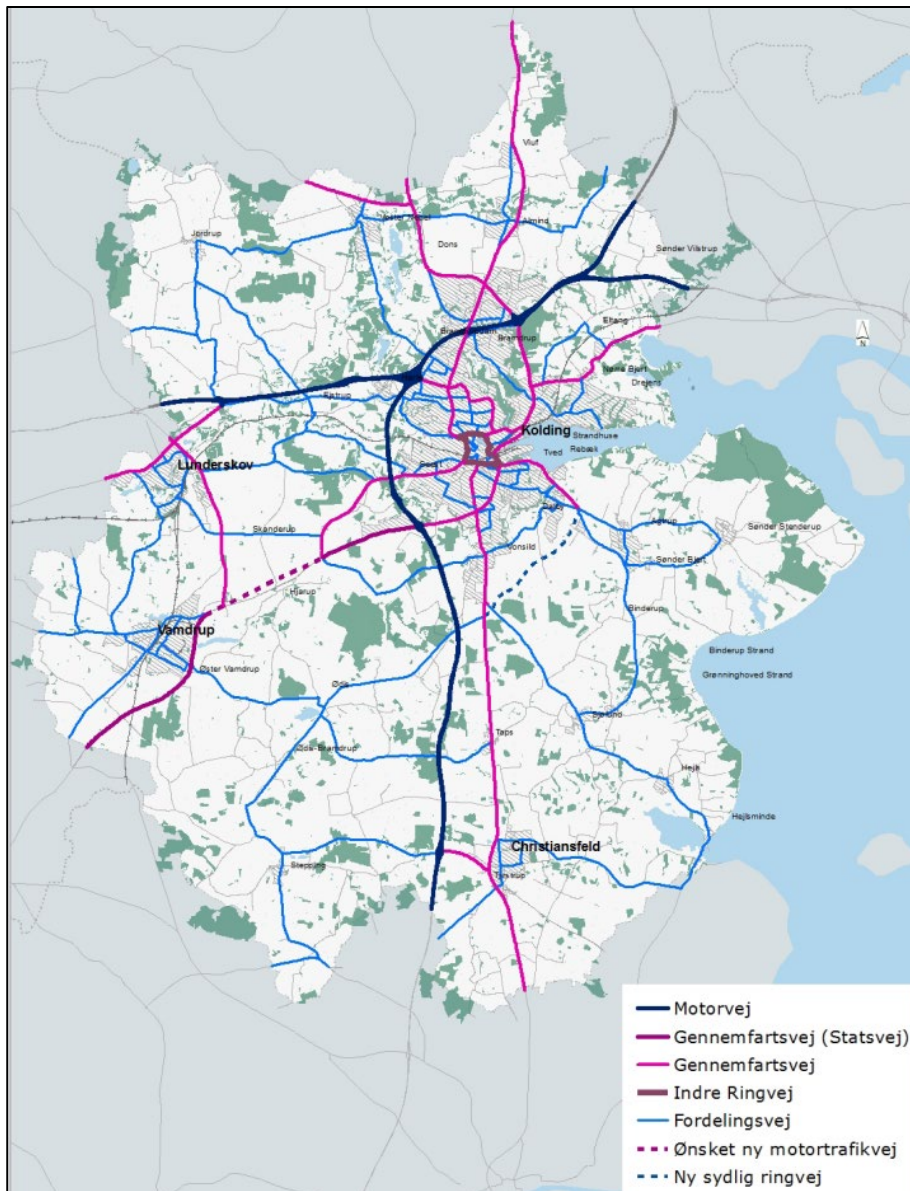 Viuf
Jordrup
Almind
Dons
Sønder Vilstrup
Eltang
Bramdrup
N
Nørre Bjert
Drejens
Kolding
Strandhuse
Rebæk
Tved
Lunderskov
Skanderup
Agtrup
Sønder Stenderup
Vonsild
Sønder Bjert
Hjarup
Binderup
Vamdrup
Binderup Strand
Øster Vamdrup
Grønninghoved Strand
Ødis
Sjølund
Taps
Ødis-Bramdrup
Hejls
Hejlsminde
Christiansfeld
Stepping
Tyrstrup
Motorvej
Gennemfartsvej (Statsvej)
Gennemfartsvej
Indre Ringvej
Fordelingsvej
Ønsket ny motortrafikvej
Ny sydlig ringvej